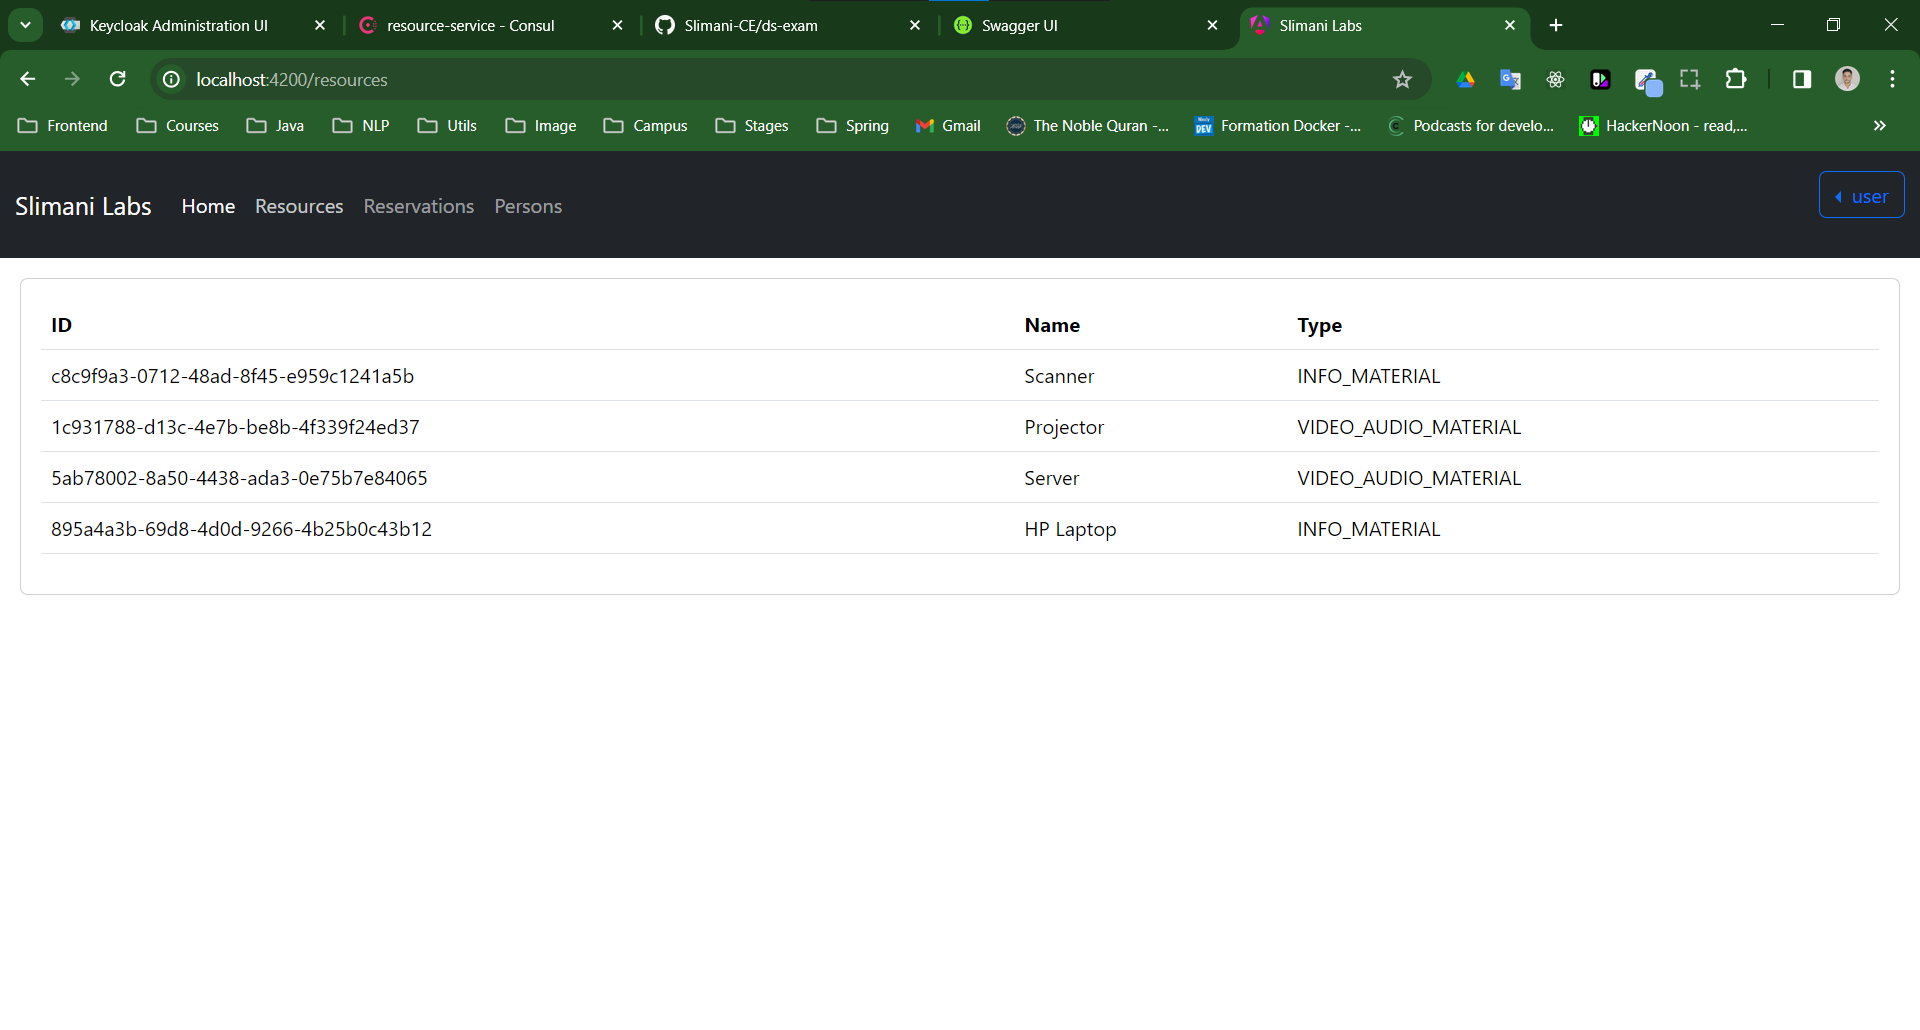 Keycloak Administration UI
resource-service - Consul
Slimani-CE/ds-exam
Swagger UI
Slimani Labs
localhost:4200/resources
Frontend
Courses
Java
NLP
Utils
Image
Campus
Stages
Spring
Gmail
The Noble Quran -...
Formation Docker -...
Podcasts for develo...
HackerNoon - read,...
Slimani Labs Home Resources Reservations Persons user
ID Name Type
c8c9f9a3-0712-48ad-8f45-e959c1241a5b Scanner INFO_MATERIAL
1c931788-d13c-4e7b-be8b-4f339f24ed37 Projector VIDEO_AUDIO_MATERIAL
5ab78002-8a50-4438-ada3-0e75b7e84065 Server VIDEO_AUDIO_MATERIAL
895a4a3b-69d8-4d0d-9266-4b25b0c43b12 HP Laptop INFO_MATERIAL